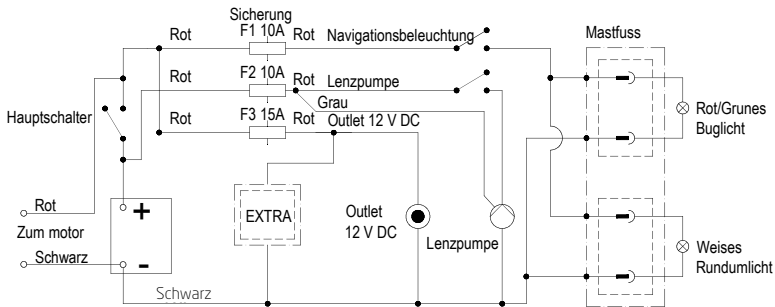 Sicherung
F1 10A
Rot
Rot
Navigationsbeleuchtung
Mastfuss
F2 10A
Rot
Rot
Lenzpumpe
Grau
Hauptschalter
F3 15A
Rot
Rot
Outlet 12 V DC
Rot/Grunes
Buglicht
Rot
+
EXTRA
Outlet
12 V DC
Zum motor
Lenzpumpe
Schwarz
-
Weises
Rundumlicht
Schwarz